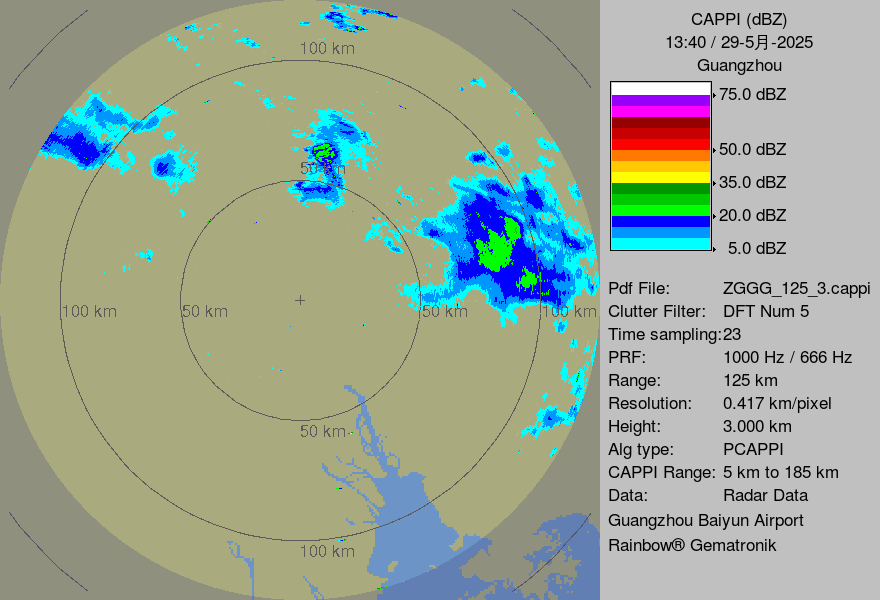 CAPPI (dBZ)
13:40 / 29-5月-2025
Guangzhou
75.0 dBZ
50.0 dBZ
35.0 dBZ
20.0 dBZ
5.0 dBZ
Pdf File: ZGGG_125_3.cappi
Clutter Filter: DFT Num 5
Time sampling:23
PRF: 1000 Hz / 666 Hz
Range: 125 km
Resolution: 0.417 km/pixel
Height: 3.000 km
Alg type: PCAPPI
CAPPI Range: 5 km to 185 km
Data: Radar Data
Guangzhou Baiyun Airport
Rainbow® Gematronik
100 km
50 km
100 km
50 km
50 km
100 km
50 km
100 km